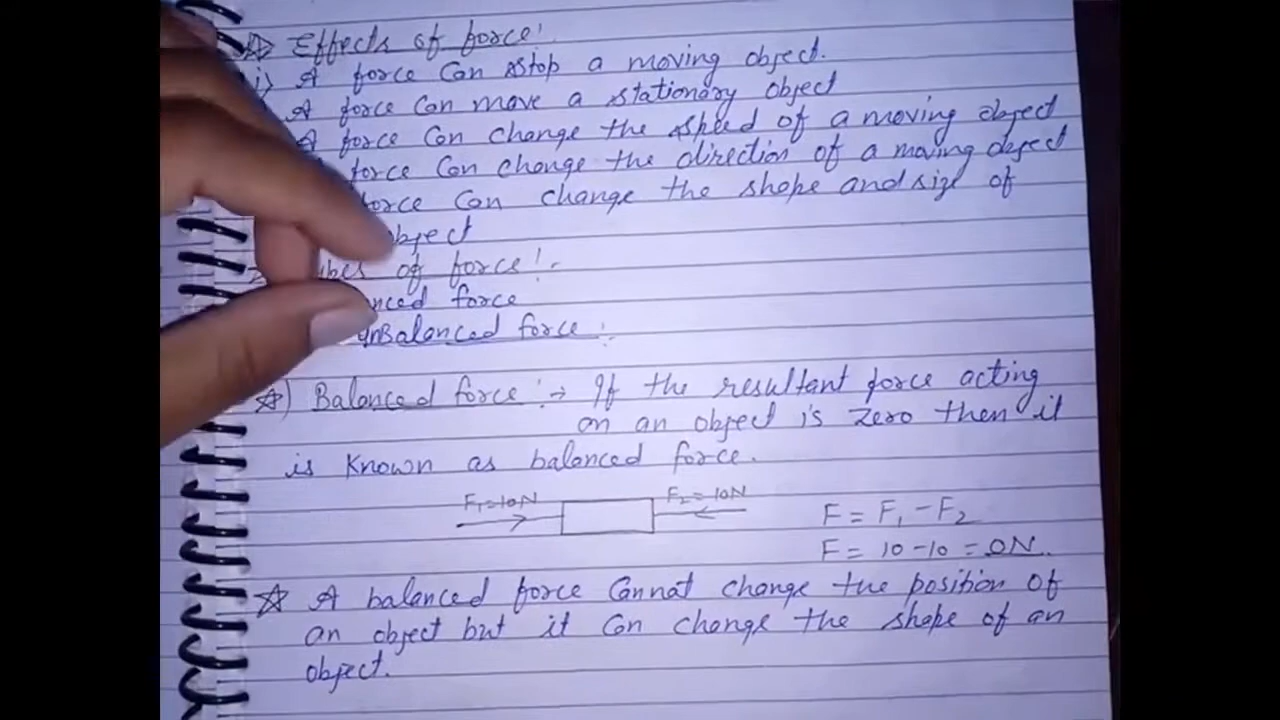 Effects of force:
i) A force can stop a moving object.
A force can move a stationary object
A force can change the speed of a moving object
force can change the direction of a moving object
force can change the shape and size of
object
of force:-
force
unBalanced force:
Balanced force :→ If the resultant force acting
on an object is zero then it
is known as balanced force.
F₁=10N F₂=10N
F = F₁ - F₂
F = 10-10 = 0N.
☆ A balanced force cannot change the position of
an object but it can change the shape of an
object.